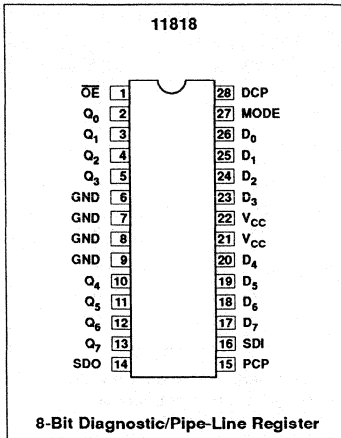 11818
OE 1 28 DCP
Q0 2 27 MODE
Q1 3 26 D0
Q2 4 25 D1
Q3 5 24 D2
GND 6 23 D3
GND 7 22 VCC
GND 8 21 VCC
GND 9 20 D4
Q4 10 19 D5
Q5 11 18 D6
Q6 12 17 D7
Q7 13 16 SDI
SDO 14 15 PCP
8-Bit Diagnostic/Pipe-Line Register